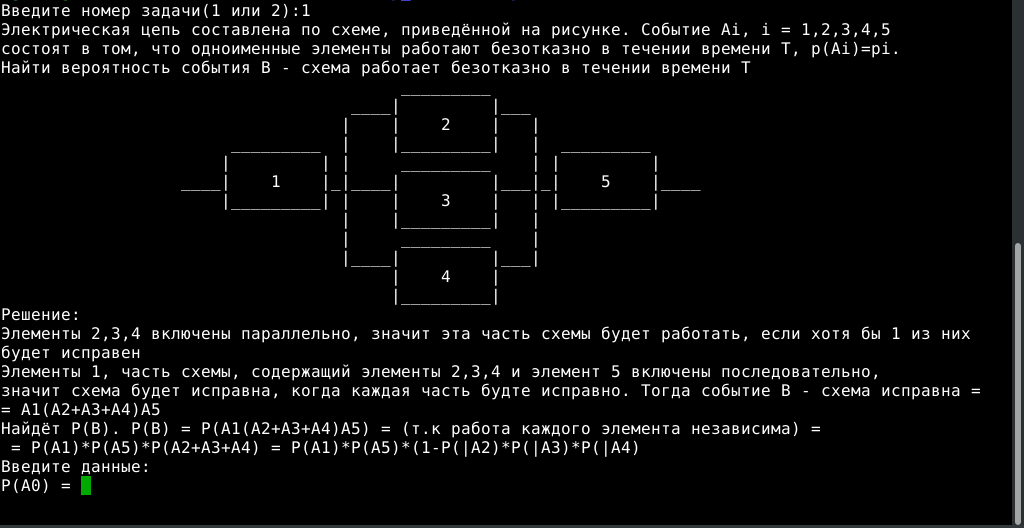 Введите номер задачи(1 или 2):1
Электрическая цепь составлена по схеме, приведённой на рисунке. Событие Ai, i = 1,2,3,4,5
состоят в том, что одноименные элементы работают безотказно в течении времени T, p(Ai)=pi.
Найти вероятность события B - схема работает безотказно в течении времени T
2
1
5
3
4
Решение:
Элементы 2,3,4 включены параллельно, значит эта часть схемы будет работать, если хотя бы 1 из них
будет исправен
Элементы 1, часть схемы, содержащий элементы 2,3,4 и элемент 5 включены последовательно,
значит схема будет исправна, когда каждая часть будте исправно. Тогда событие B - схема исправна =
= A1(A2+A3+A4)A5
Найдёт P(B). P(B) = P(A1(A2+A3+A4)A5) = (т.к работа каждого элемента независима) =
= P(A1)*P(A5)*P(A2+A3+A4) = P(A1)*P(A5)*(1-P(|A2)*P(|A3)*P(|A4)
Введите данные:
P(A0) =